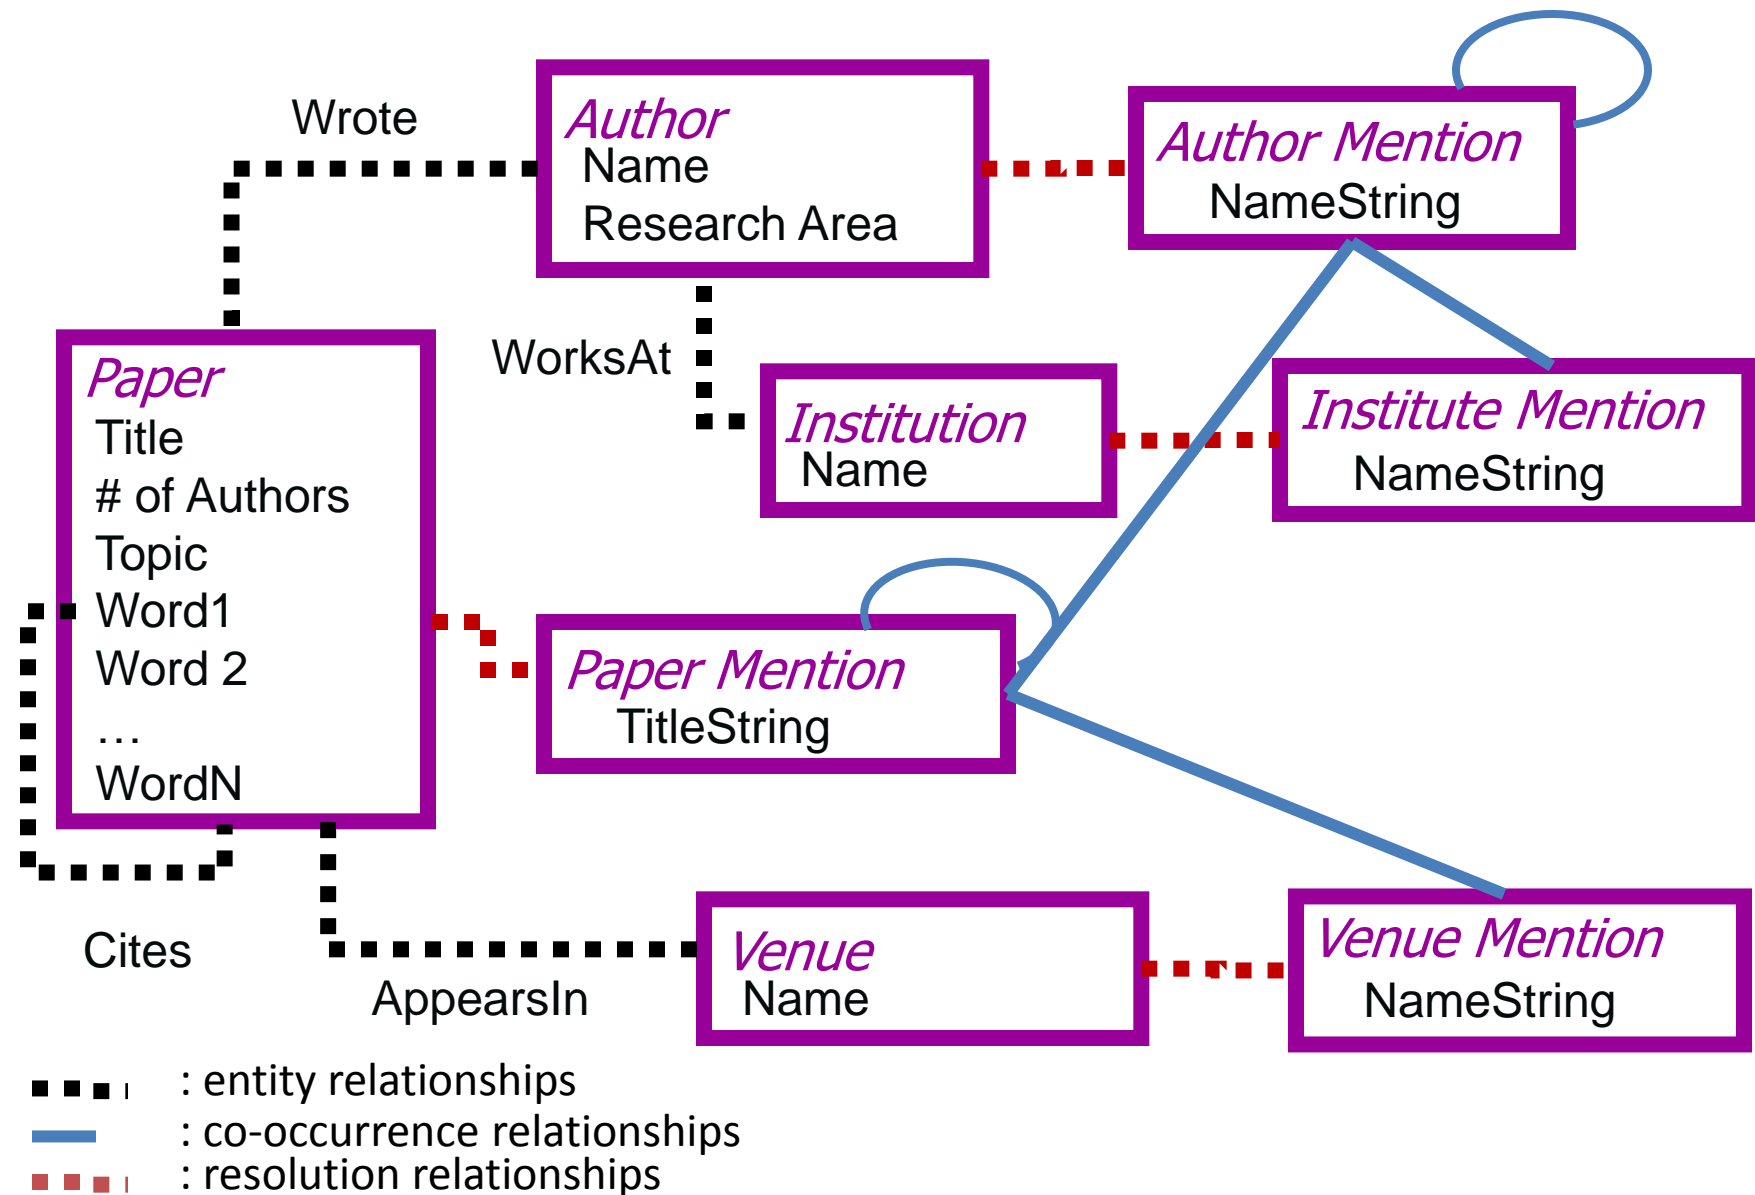 Wrote
Author
Name
Research Area
Author Mention
NameString
WorksAt
Paper
Title
# of Authors
Topic
Word1
Word 2
…
WordN
Institution
Name
Institute Mention
NameString
Paper Mention
TitleString
Cites
AppearsIn
Venue
Name
Venue Mention
NameString
: entity relationships
: co-occurrence relationships
: resolution relationships